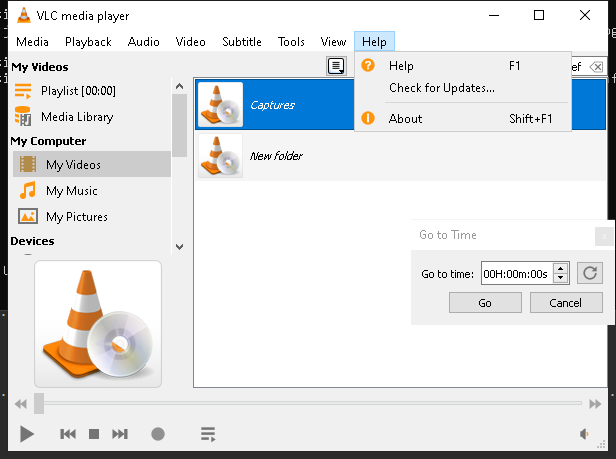 VLC media player
Media Playback Audio Video Subtitle Tools View Help
My Videos
Playlist [00:00]
Media Library
My Computer
My Videos
My Music
My Pictures
Devices
ef
Captures
New folder
Help F1
Check for Updates...
About Shift+F1
Go to Time
Go to time: 00H:00m:00s
Go Cancel